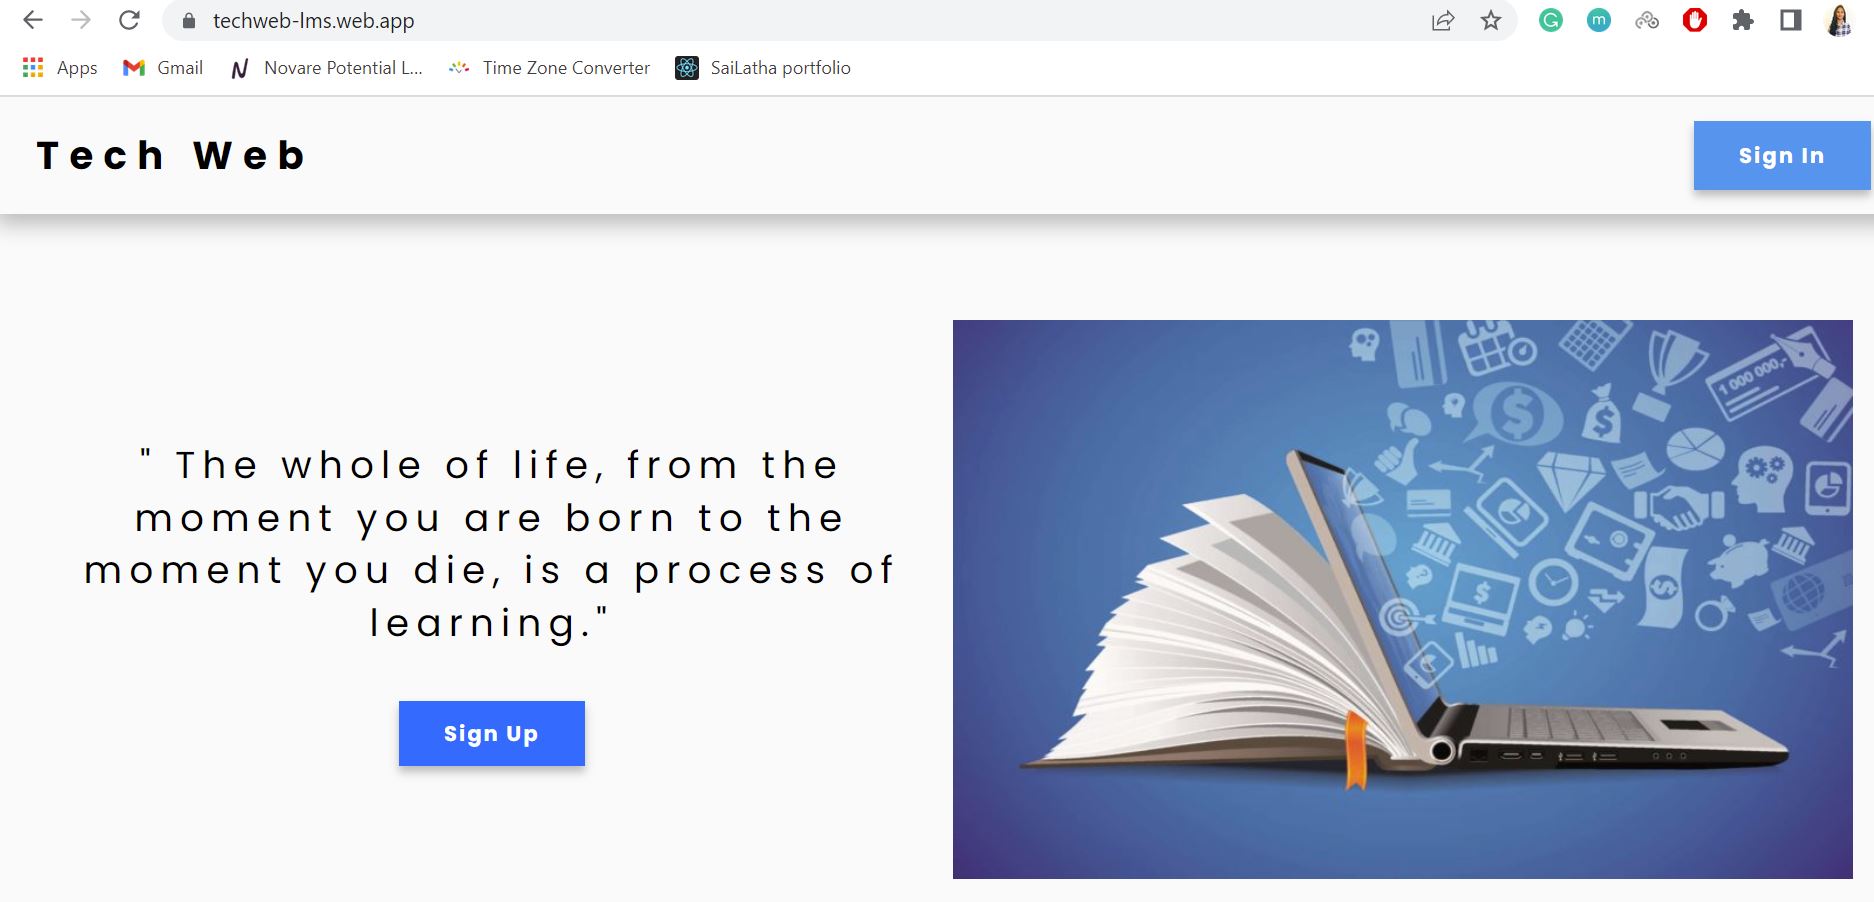 techweb-lms.web.app
Apps
Gmail
Novare Potential L...
Time Zone Converter
SaiLatha portfolio
Tech Web
Sign In
" The whole of life, from the
moment you are born to the
moment you die, is a process of
learning."
Sign Up
1 000 000,-